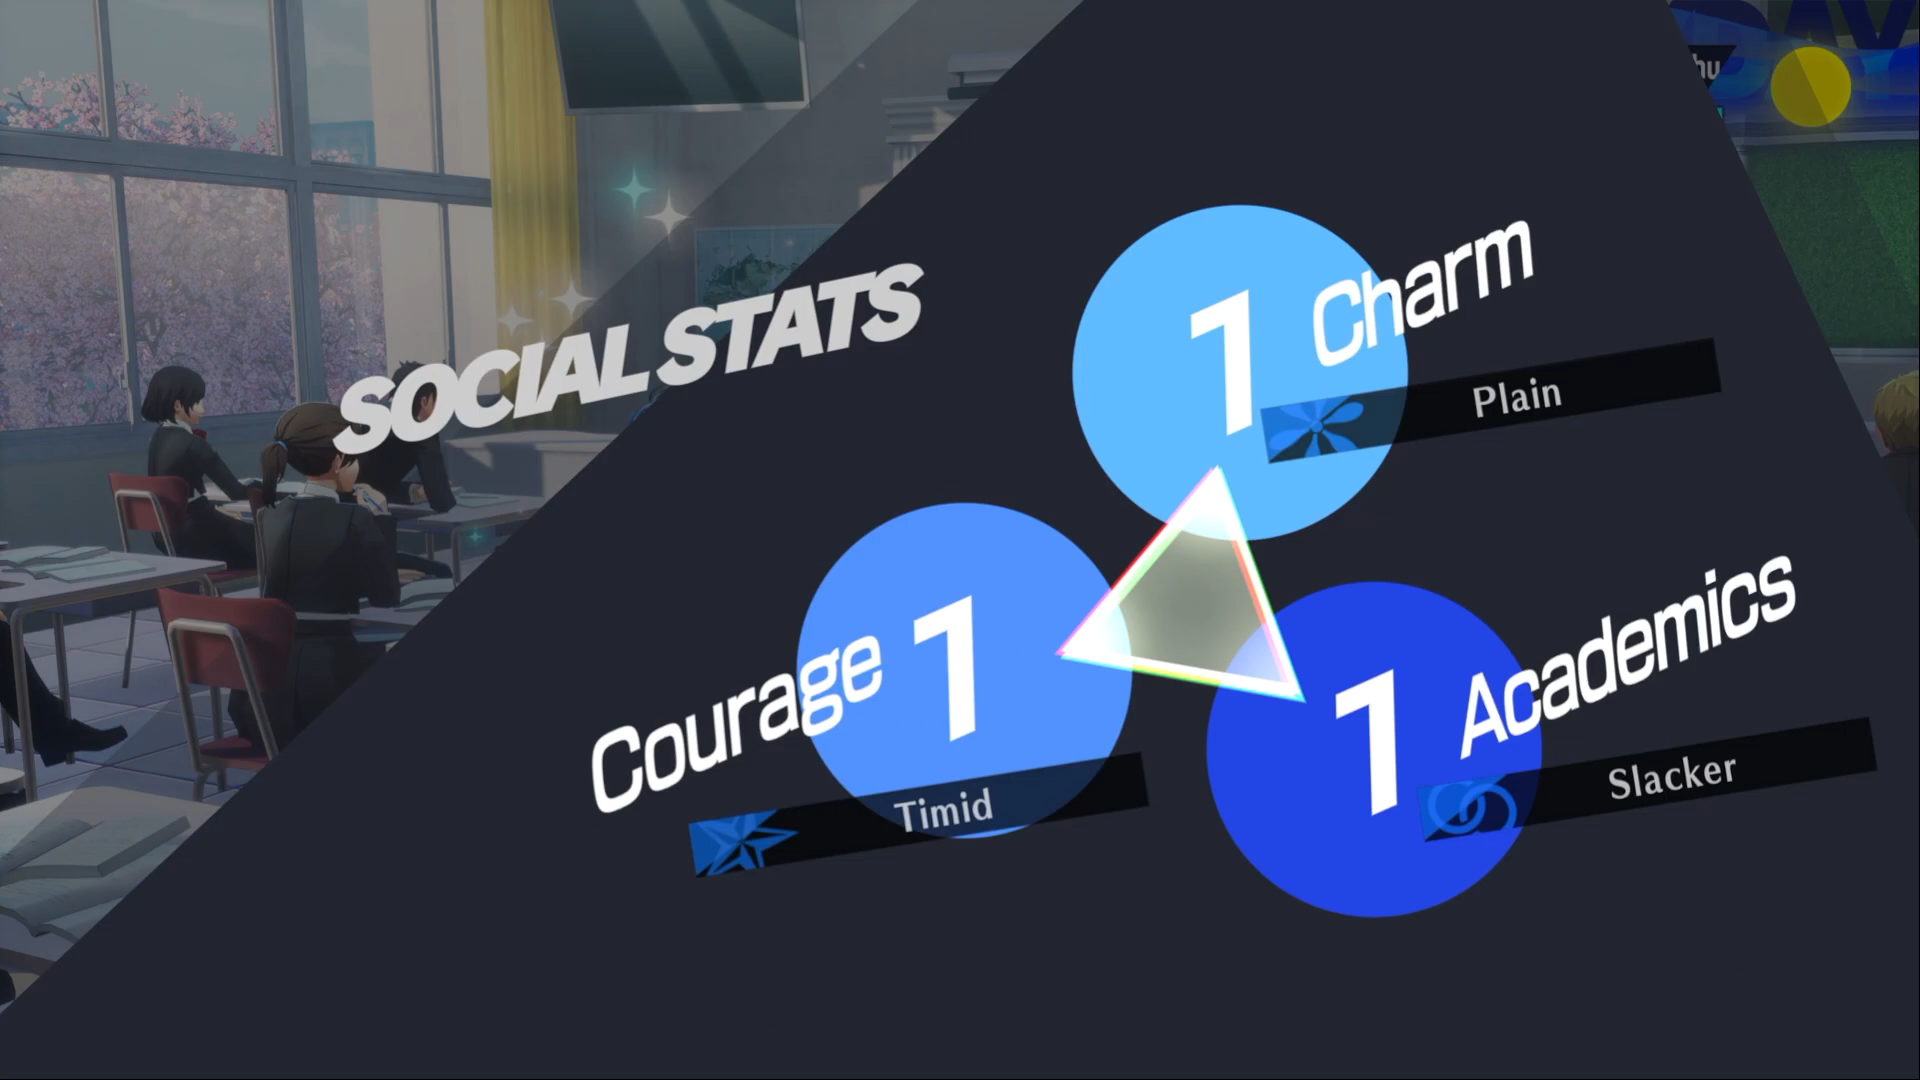 SOCIAL STATS
1 Charm
Plain
Courage 1
Timid
1 Academics
Slacker